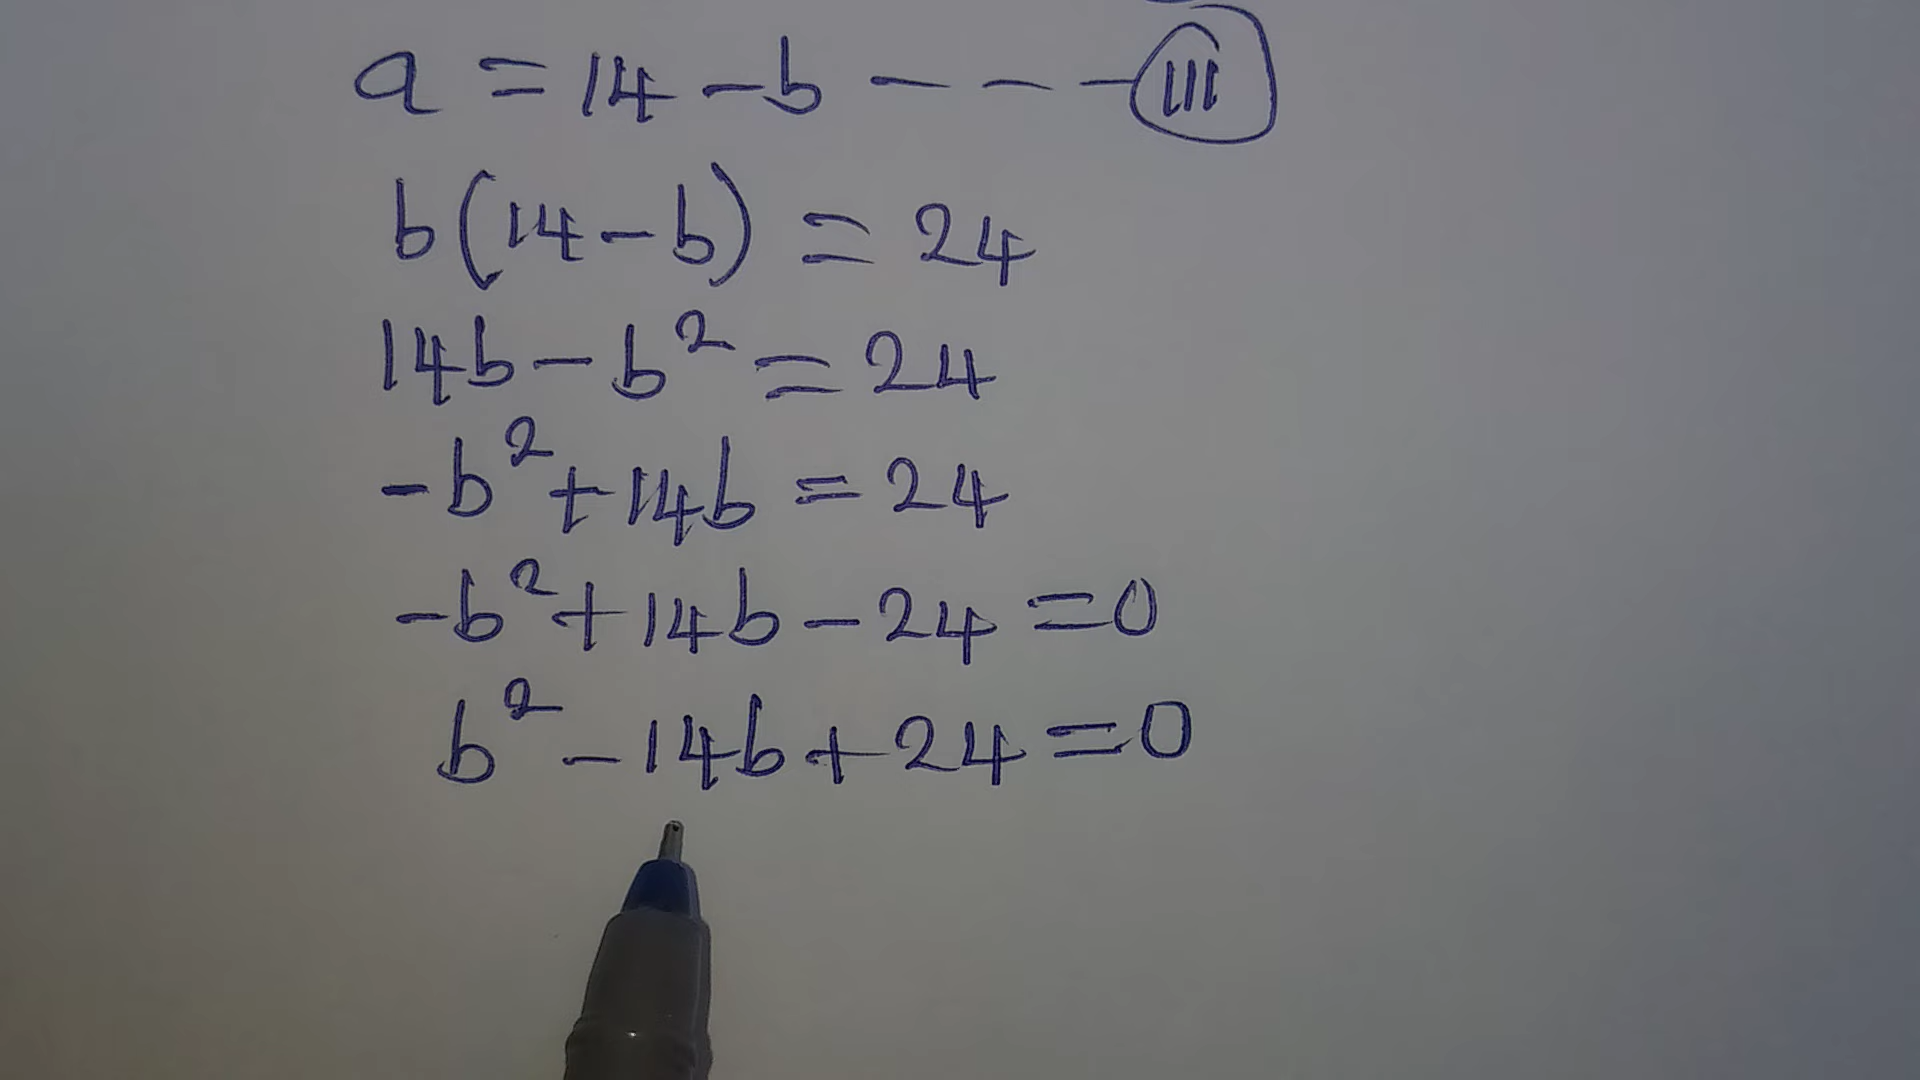 a = 14 - b - - - III
b(14 - b) = 24
14b - b² = 24
-b² + 14b = 24
-b² + 14b - 24 = 0
b² - 14b + 24 = 0